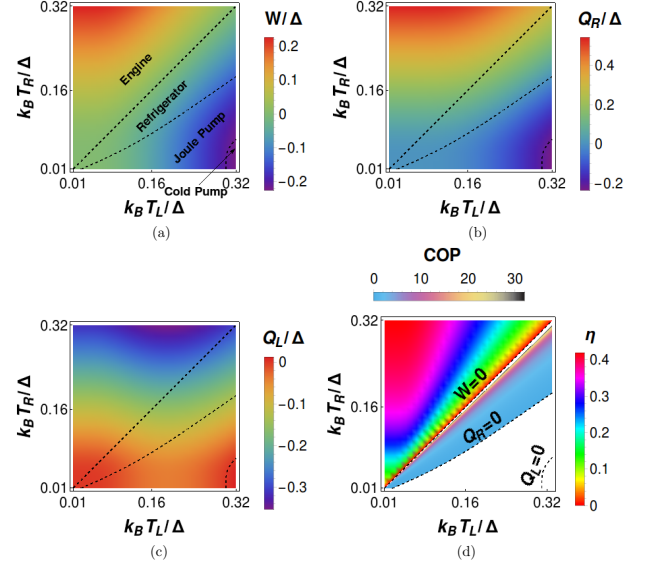 W/Δ
0.32
k_B T_R/Δ
0.16
0.01
Engine
Refrigerator
Joule Pump
Cold Pump
0.01
0.16
0.32
k_B T_L/Δ
0.2
0.1
0
−0.1
−0.2
(a)
Q_R/Δ
0.32
k_B T_R/Δ
0.16
0.01
0.01
0.16
0.32
k_B T_L/Δ
0.4
0.2
0
−0.2
(b)
Q_L/Δ
0.32
k_B T_R/Δ
0.16
0.01
0.01
0.16
0.32
k_B T_L/Δ
0
−0.1
−0.2
−0.3
(c)
COP
0 10 20 30
η
0.32
k_B T_R/Δ
0.16
0.01
W=0
Q_R=0
Q_L=0
0.01
0.16
0.32
k_B T_L/Δ
0.4
0.3
0.2
0.1
0
(d)